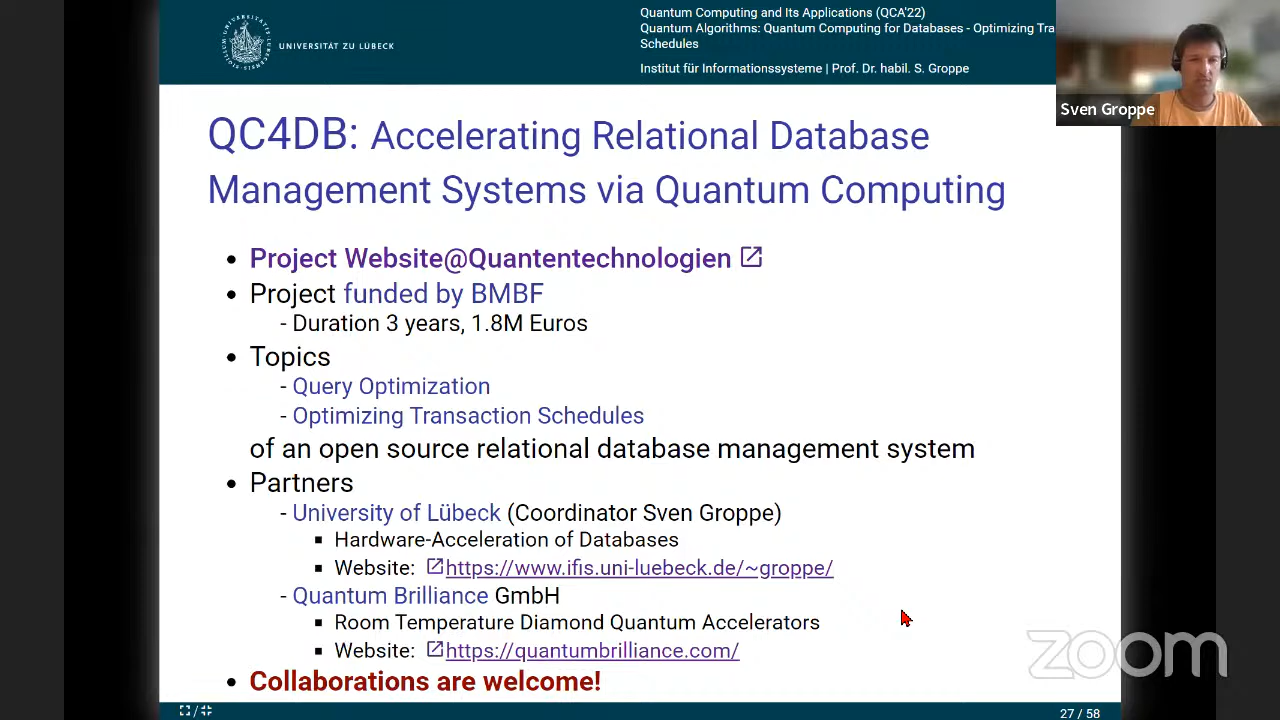 UNIVERSITÄT ZU LÜBECK
Quantum Computing and Its Applications (QCA'22)
Quantum Algorithms: Quantum Computing for Databases - Optimizing Tra
Schedules
Institut für Informationssysteme | Prof. Dr. habil. S. Groppe
Sven Groppe
QC4DB: Accelerating Relational Database
Management Systems via Quantum Computing
• Project Website@Quantentechnologien
• Project funded by BMBF
- Duration 3 years, 1.8M Euros
• Topics
- Query Optimization
- Optimizing Transaction Schedules
of an open source relational database management system
• Partners
- University of Lübeck (Coordinator Sven Groppe)
▪ Hardware-Acceleration of Databases
▪ Website: https://www.ifis.uni-luebeck.de/~groppe/
- Quantum Brilliance GmbH
▪ Room Temperature Diamond Quantum Accelerators
▪ Website: https://quantumbrilliance.com/
• Collaborations are welcome!
zoom
27 / 58